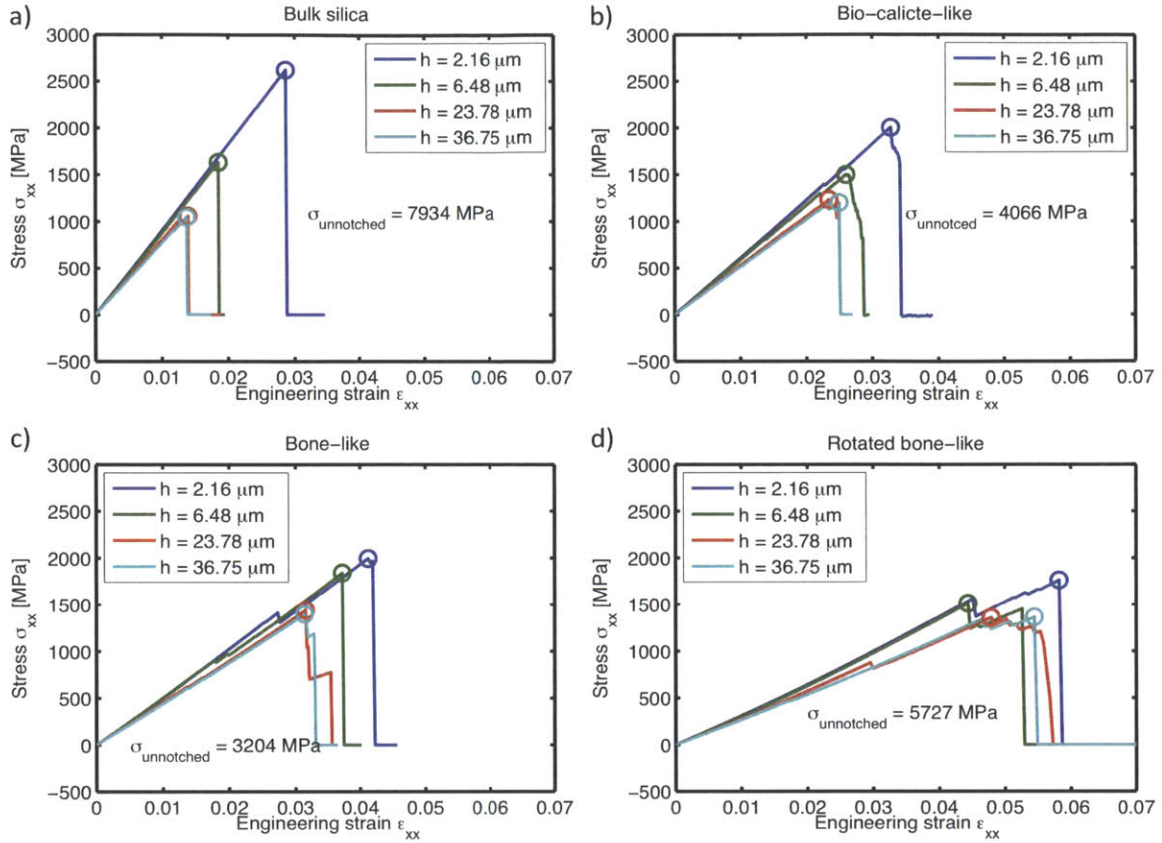 a)
Bulk silica
3000
2500
2000
1500
1000
500
0
−500
Stress σxx [MPa]
h = 2.16 μm
h = 6.48 μm
h = 23.78 μm
h = 36.75 μm
σunnotched = 7934 MPa
0 0.01 0.02 0.03 0.04 0.05 0.06 0.07
Engineering strain εxx
b)
Bio-calicte-like
3000
2500
2000
1500
1000
500
0
−500
Stress σxx [MPa]
h = 2.16 μm
h = 6.48 μm
h = 23.78 μm
h = 36.75 μm
σunnotced = 4066 MPa
0 0.01 0.02 0.03 0.04 0.05 0.06 0.07
Engineering strain εxx
c)
Bone-like
3000
2500
2000
1500
1000
500
0
−500
Stress σxx [MPa]
h = 2.16 μm
h = 6.48 μm
h = 23.78 μm
h = 36.75 μm
σunnotched = 3204 MPa
0 0.01 0.02 0.03 0.04 0.05 0.06 0.07
Engineering strain εxx
d)
Rotated bone-like
3000
2500
2000
1500
1000
500
0
−500
Stress σxx [MPa]
h = 2.16 μm
h = 6.48 μm
h = 23.78 μm
h = 36.75 μm
σunnotched = 5727 MPa
0 0.01 0.02 0.03 0.04 0.05 0.06 0.07
Engineering strain εxx